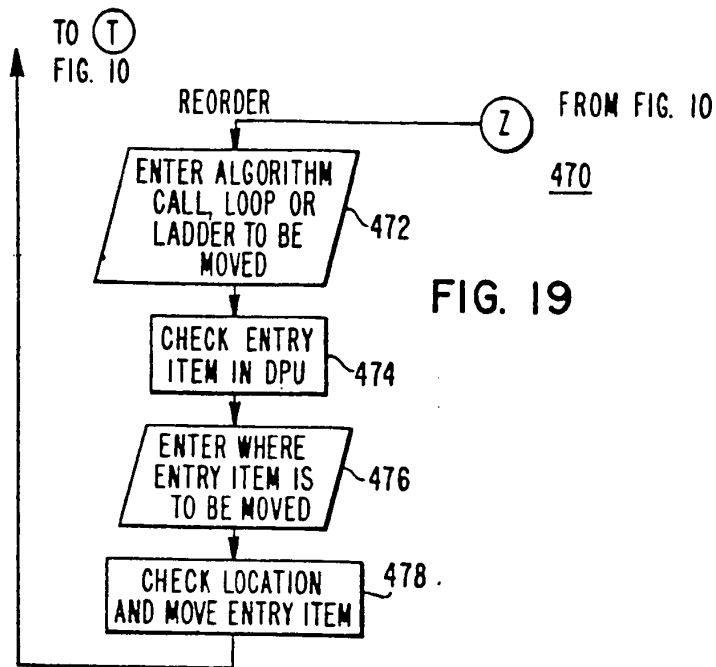 TO T
FIG. 10
REORDER
Z
FROM FIG. 10
470
ENTER ALGORITHM
CALL, LOOP OR
LADDER TO BE
MOVED
472
FIG. 19
CHECK ENTRY
ITEM IN DPU
474
ENTER WHERE
ENTRY ITEM IS
TO BE MOVED
476
CHECK LOCATION
AND MOVE ENTRY ITEM
478